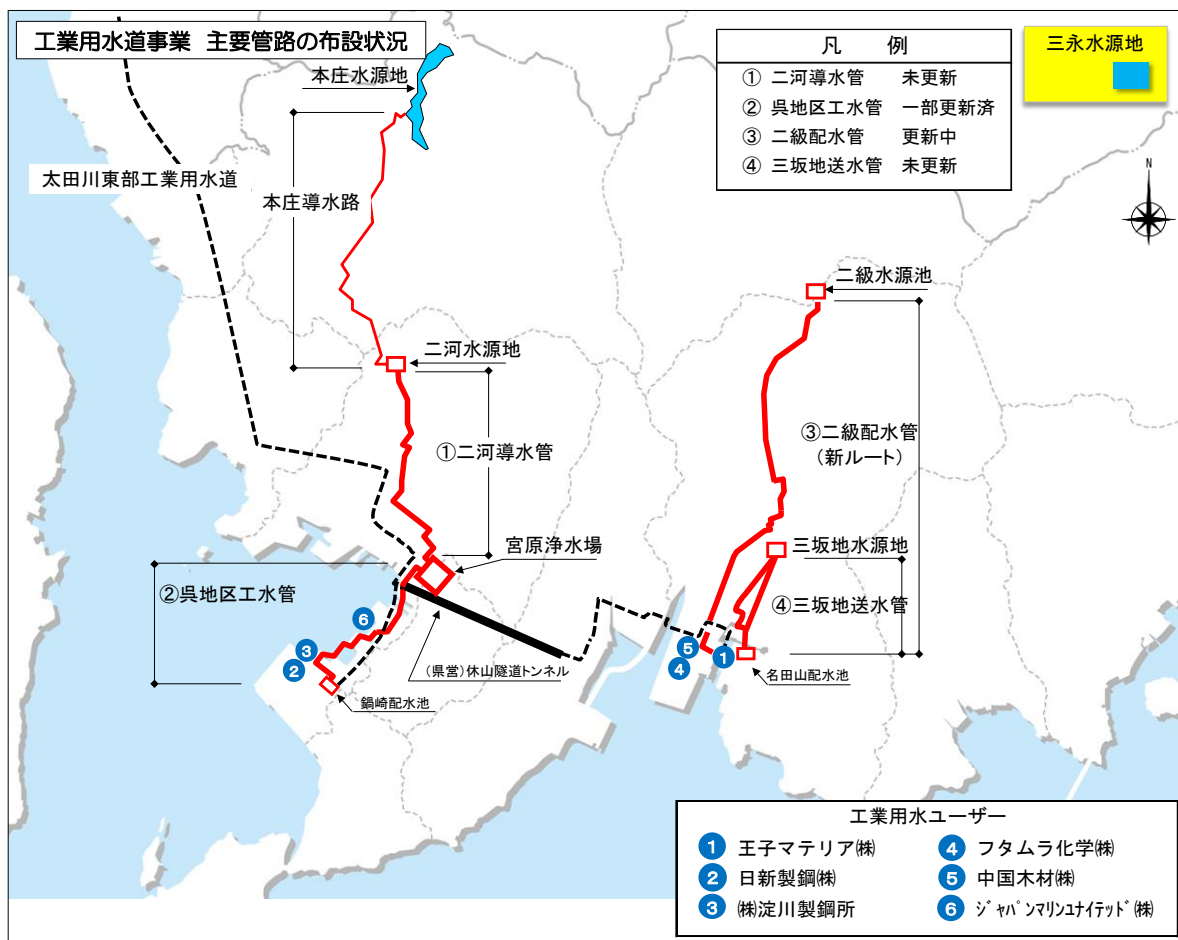 工業用水道事業 主要管路の布設状況
本庄水源地
凡 例
① 二河導水管 未更新
② 呉地区工水管 一部更新済
③ 二級配水管 更新中
④ 三坂地送水管 未更新
三永水源地
N
太田川東部工業用水道
本庄導水路
二級水源池
二河水源地
①二河導水管
③二級配水管
(新ルート)
宮原浄水場
三坂地水源地
②呉地区工水管
④三坂地送水管
6
5
3
4
1
2
(県営)休山隧道トンネル
名田山配水池
鍋崎配水池
工業用水ユーザー
1 王子マテリア㈱
4 フタムラ化学㈱
2 日新製鋼㈱
5 中国木材㈱
3 ㈱淀川製鋼所
6 ジャパンマリンユナイテッド㈱